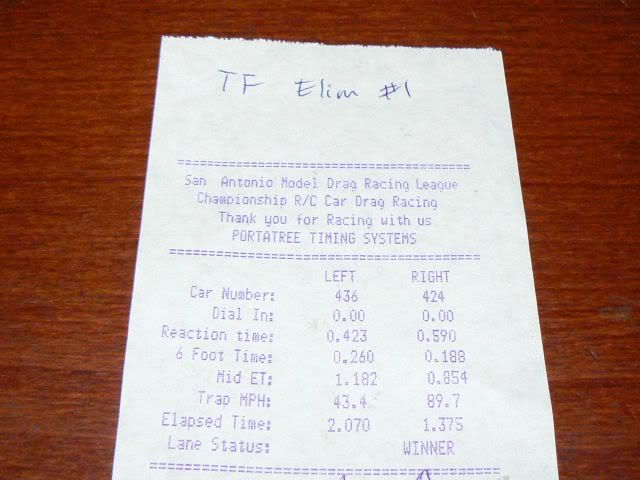 TF Elim #1
========================================
San Antonio Model Drag Racing League
Championship R/C Car Drag Racing
Thank you for Racing with us
PORTATREE TIMING SYSTEMS
========================================
LEFT RIGHT
Car Number: 436 424
Dial In: 0.00 0.00
Reaction time: 0.423 0.590
6 Foot Time: 0.260 0.188
Mid ET: 1.182 0.854
Trap MPH: 43.4 89.7
Elapsed Time: 2.070 1.375
Lane Status: WINNER
========================================